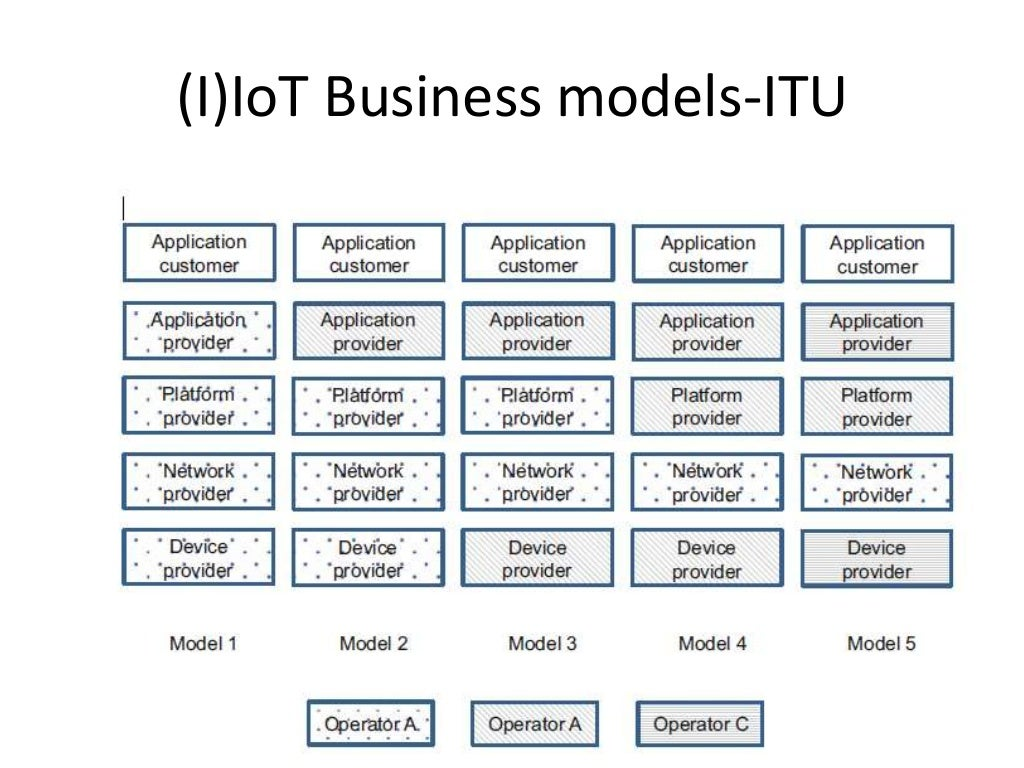 (I)IoT Business models-ITU
Application Application Application Application Application
customer customer customer customer customer
Application Application Application Application Application
provider provider provider provider provider
Platform Platform Platform Platform Platform
provider provider provider provider provider
Network Network Network Network Network
provider provider provider provider provider
Device Device Device Device Device
provider provider provider provider provider
Model 1 Model 2 Model 3 Model 4 Model 5
Operator A Operator A Operator C